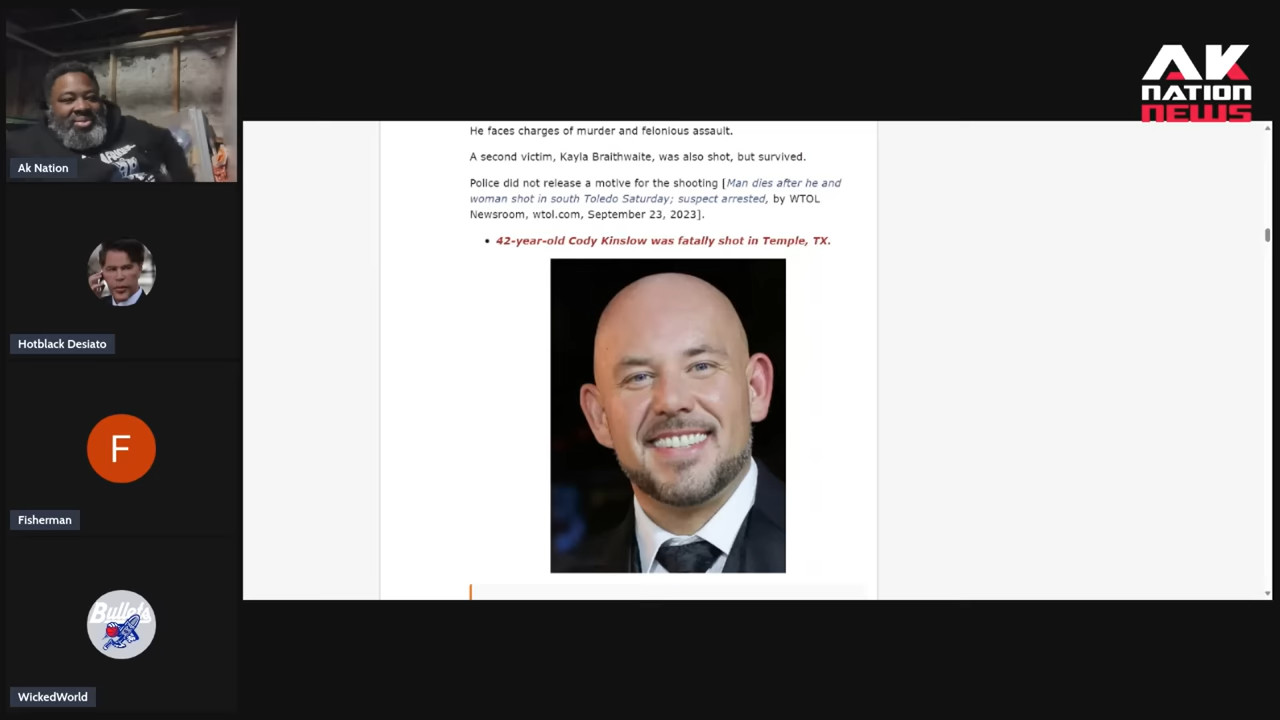 AK
NATION
NEWS
Ak Nation
Hotblack Desiato
F
Fisherman
Bullets
WickedWorld
He faces charges of murder and felonious assault.
A second victim, Kayla Braithwaite, was also shot, but survived.
Police did not release a motive for the shooting [Man dies after he and
woman shot in south Toledo Saturday; suspect arrested, by WTOL
Newsroom, wtol.com, September 23, 2023].
• 42-year-old Cody Kinslow was fatally shot in Temple, TX.